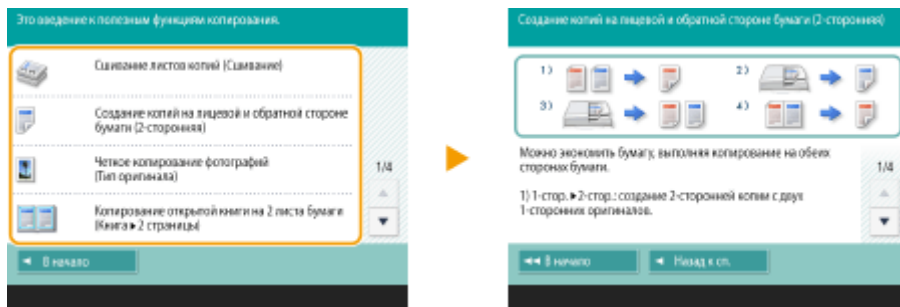 Это введение к полезным функциям копирования.
Сшивание листов копий (Сшивание)
Создание копий на лицевой и обратной стороне
бумаги (2-сторонняя)
Четкое копирование фотографий
(Тип оригинала)
Копирование открытой книги на 2 листа бумаги
(Книга►2 страницы)
1/4
◄ В начало
Создание копий на лицевой и обратной стороне бумаги (2-сторонняя)
1) 2)
3) 4)
Можно экономить бумагу, выполняя копирование на обеих
сторонах бумаги.
1) 1-стор.►2-стор.: создание 2-сторонней копии с двух
1-сторонних оригиналов.
1/4
◄◄ В начало ◄ Назад к сп.